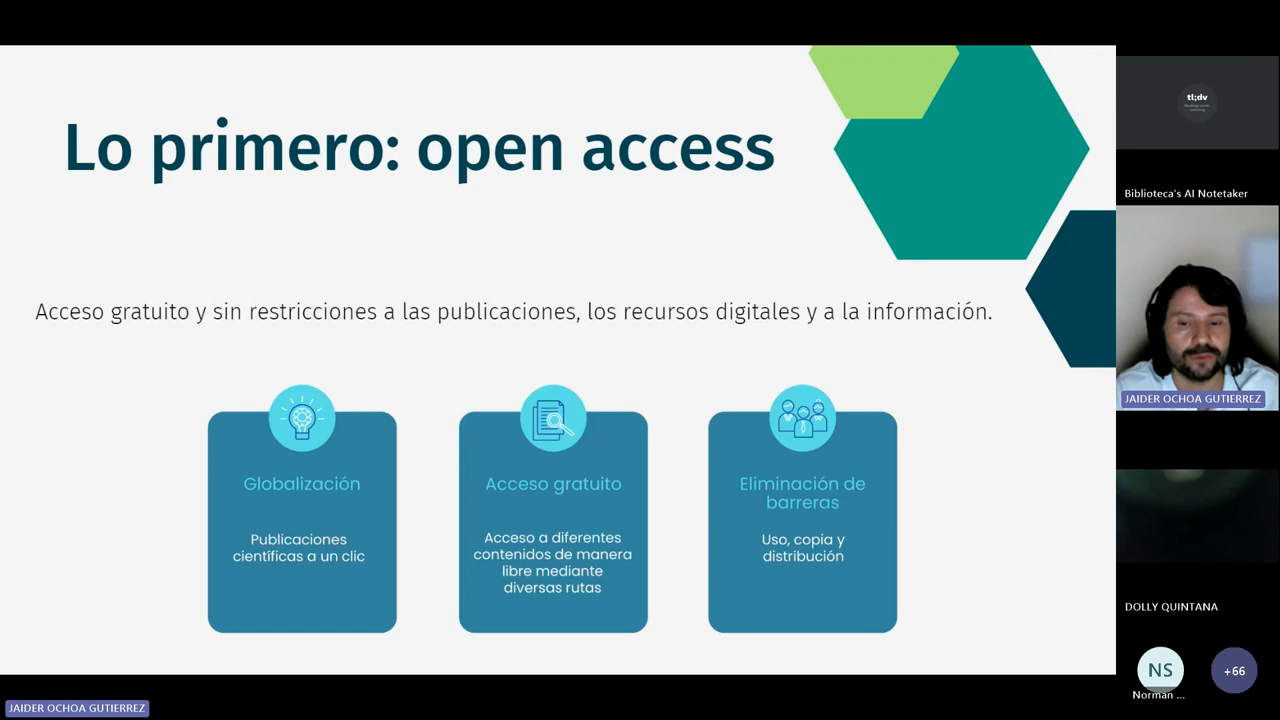 Lo primero: open access
Acceso gratuito y sin restricciones a las publicaciones, los recursos digitales y a la información.
Globalización
Publicaciones
científicas a un clic
Acceso gratuito
Acceso a diferentes
contenidos de manera
libre mediante
diversas rutas
Eliminación de
barreras
Uso, copia y
distribución
tl;dv
Biblioteca's AI Notetaker
JAIDER OCHOA GUTIERREZ
DOLLY QUINTANA
NS
Norman ...
+66
JAIDER OCHOA GUTIERREZ